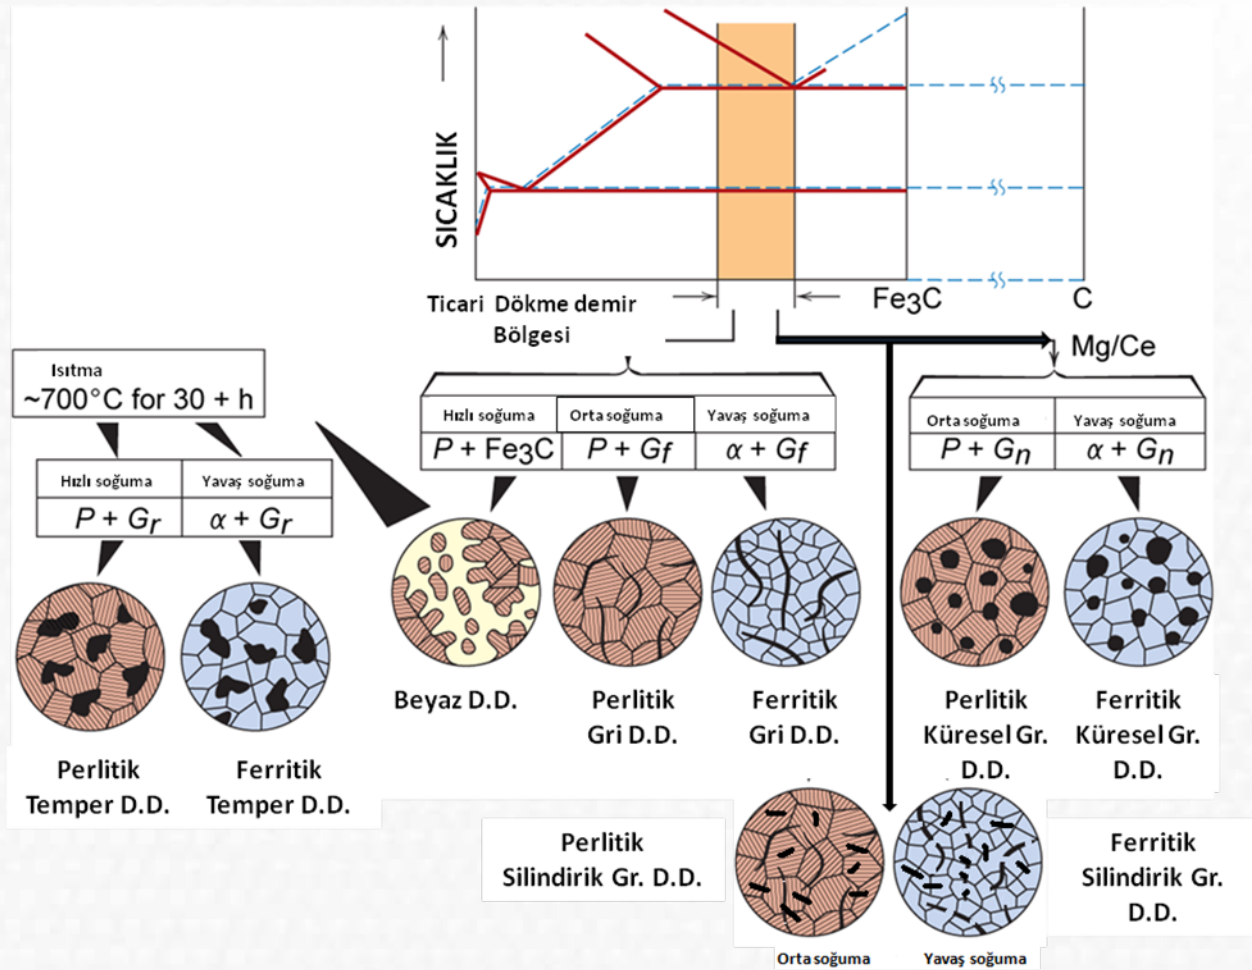 SICAKLIK
Ticari Dökme demir
Bölgesi
Fe₃C
C
Mg/Ce
Isıtma
~700°C for 30 + h
Hızlı soğuma
Orta soğuma
Yavaş soğuma
P + Fe₃C
P + Gf
α + Gf
Orta soğuma
Yavaş soğuma
P + Gn
α + Gn
Hızlı soğuma
Yavaş soğuma
P + Gr
α + Gr
Beyaz D.D.
Perlitik
Gri D.D.
Ferritik
Gri D.D.
Perlitik
Küresel Gr.
D.D.
Ferritik
Küresel Gr.
D.D.
Perlitik
Temper D.D.
Ferritik
Temper D.D.
Perlitik
Silindirik Gr. D.D.
Ferritik
Silindirik Gr.
D.D.
Orta soğuma
Yavaş soğuma